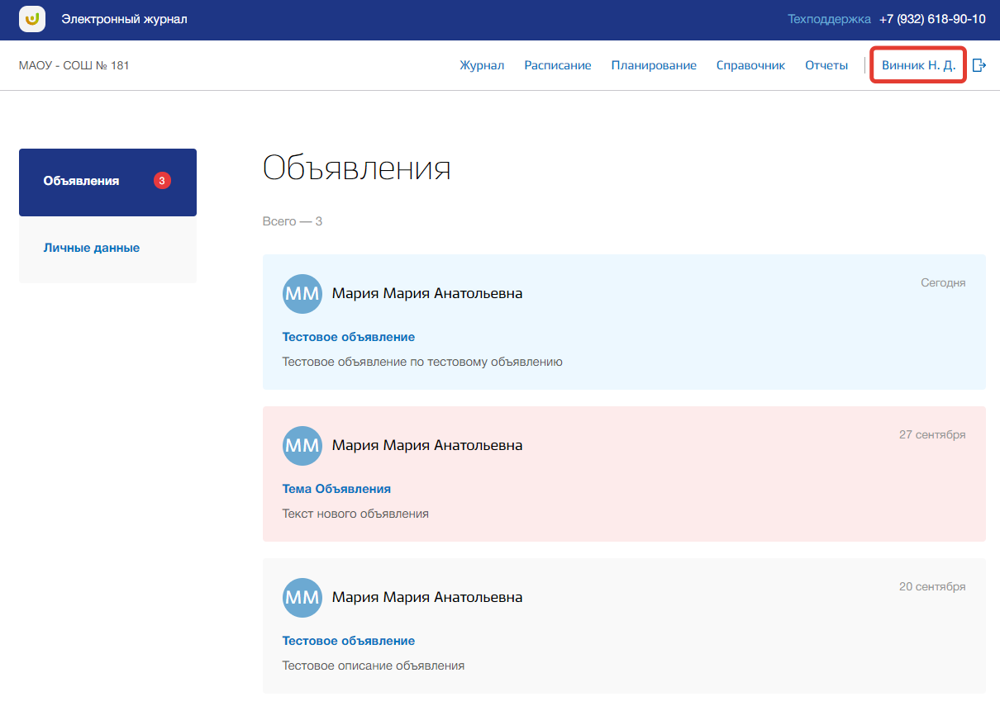 Электронный журнал
Техподдержка +7 (932) 618-90-10
МАОУ - СОШ № 181
Журнал Расписание Планирование Справочник Отчеты Винник Н. Д.
Объявления 3
Личные данные
Объявления
Всего — 3
ММ Мария Мария Анатольевна Сегодня
Тестовое объявление
Тестовое объявление по тестовому объявлению
ММ Мария Мария Анатольевна 27 сентября
Тема Объявления
Текст нового объявления
ММ Мария Мария Анатольевна 20 сентября
Тестовое объявление
Тестовое описание объявления